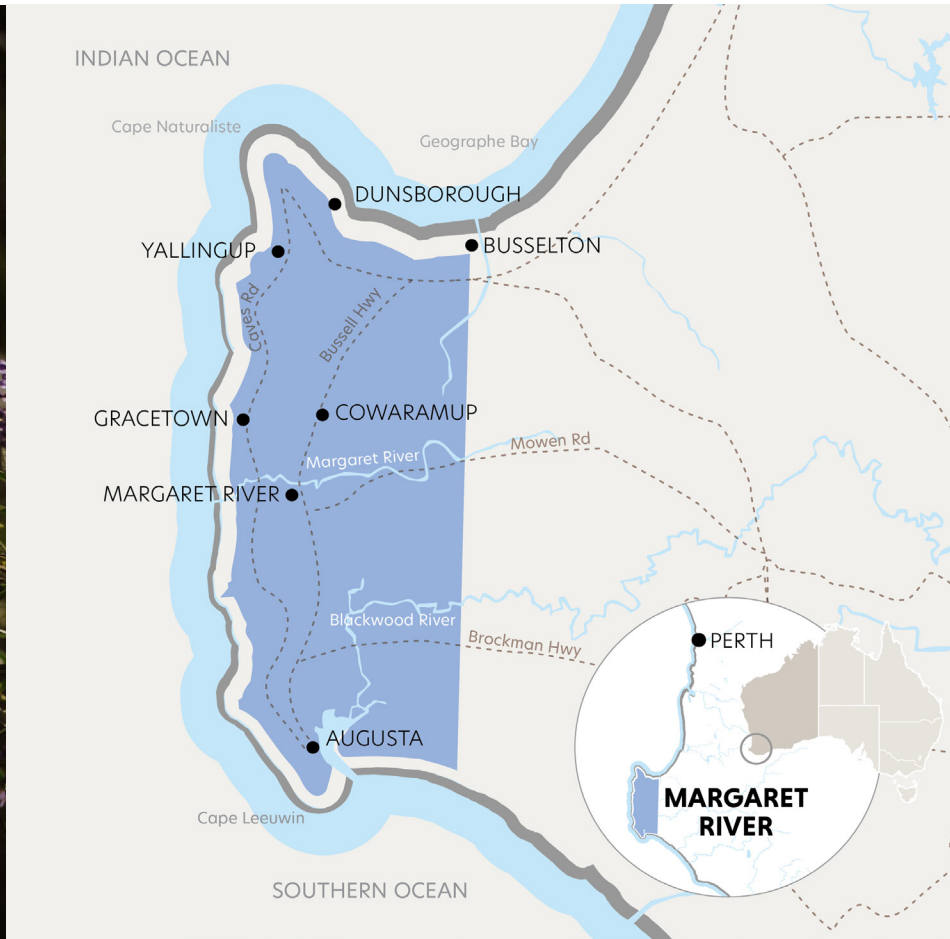 INDIAN OCEAN
Cape Naturaliste
Geographe Bay
DUNSBOROUGH
YALLINGUP
BUSSELTON
Caves Rd
Bussell Hwy
GRACETOWN
COWARAMUP
Mowen Rd
Margaret River
MARGARET RIVER
Blackwood River
Brockman Hwy
PERTH
AUGUSTA
MARGARET
RIVER
Cape Leeuwin
SOUTHERN OCEAN